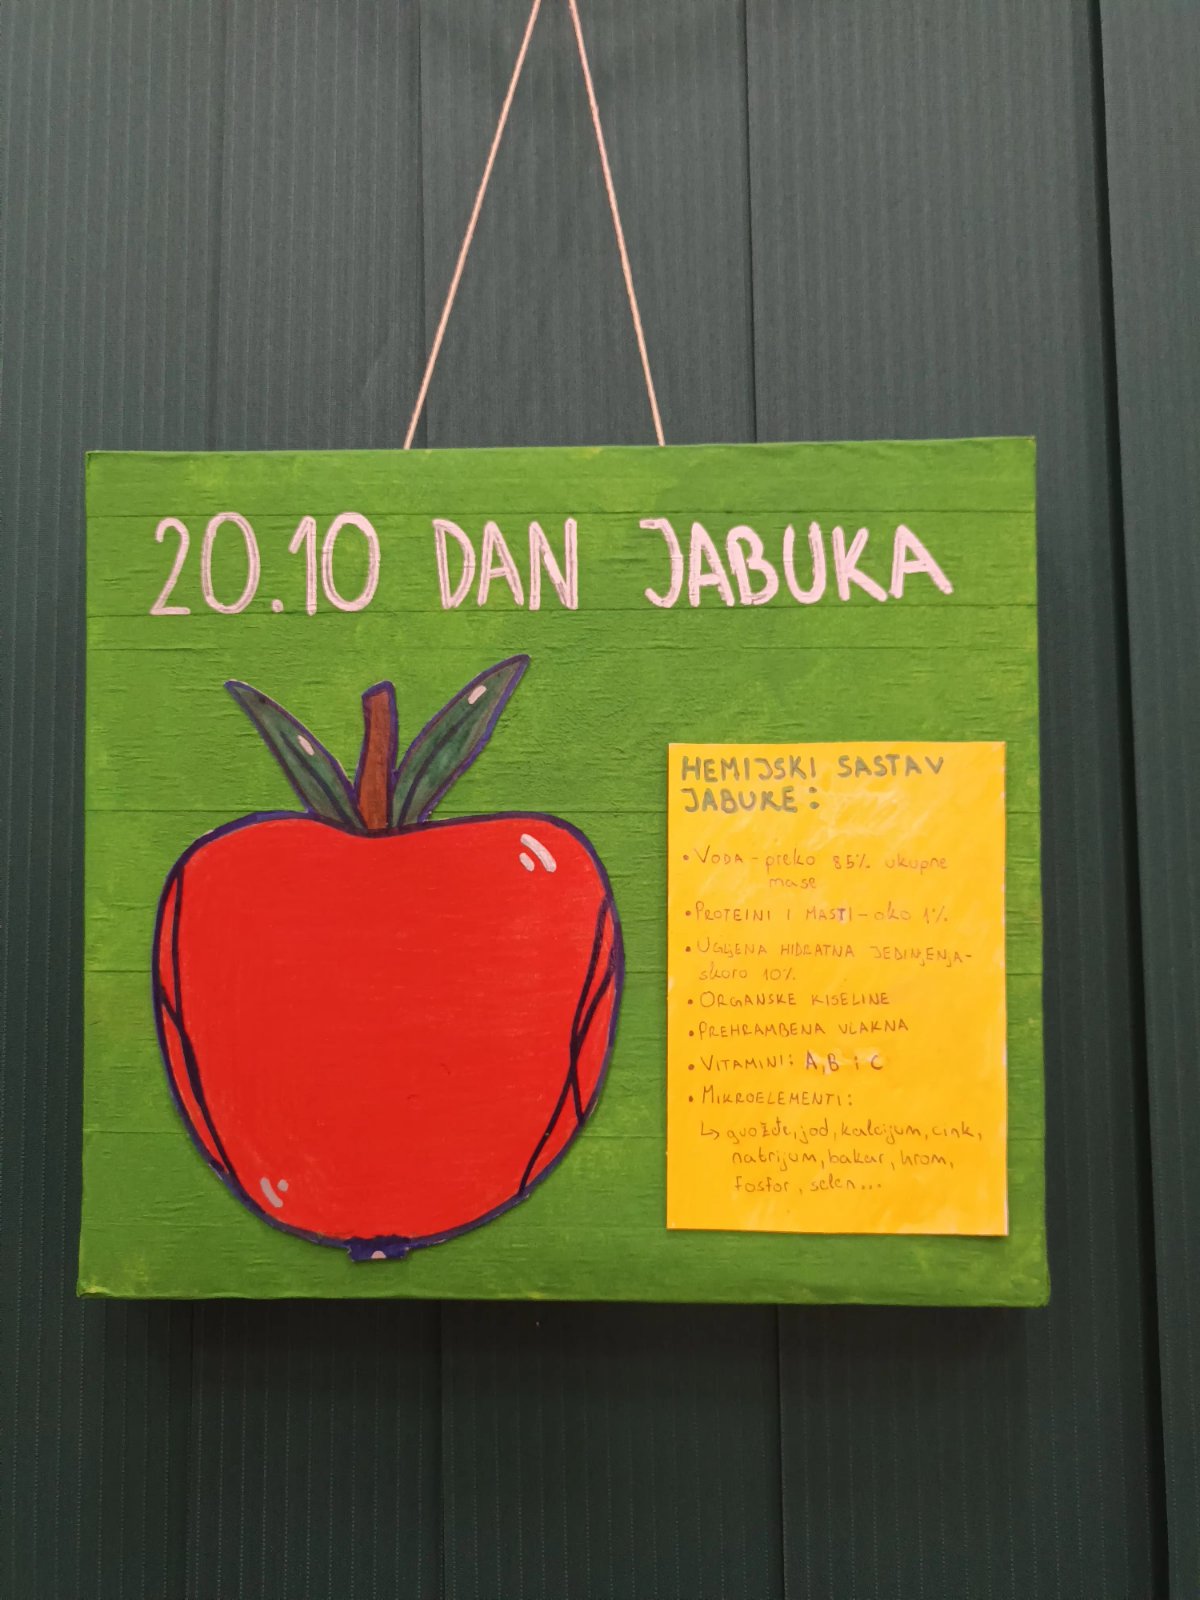 20.10 DAN JABUKA
HEMIJSKI SASTAV
JABUKE:
• VODA - preko 85% ukupne
mase
• PROTEINI I MASTI - oko 1%
• UGLJENA HIDRATNA JEDINJENJA -
skoro 10%
• ORGANSKE KISELINE
• PREHRAMBENA VLAKNA
• VITAMINI: A, B i C
• MIKROELEMENTI:
↳ gvožđe, jod, kalcijum, cink,
natrijum, bakar, hrom,
fosfor, selen...